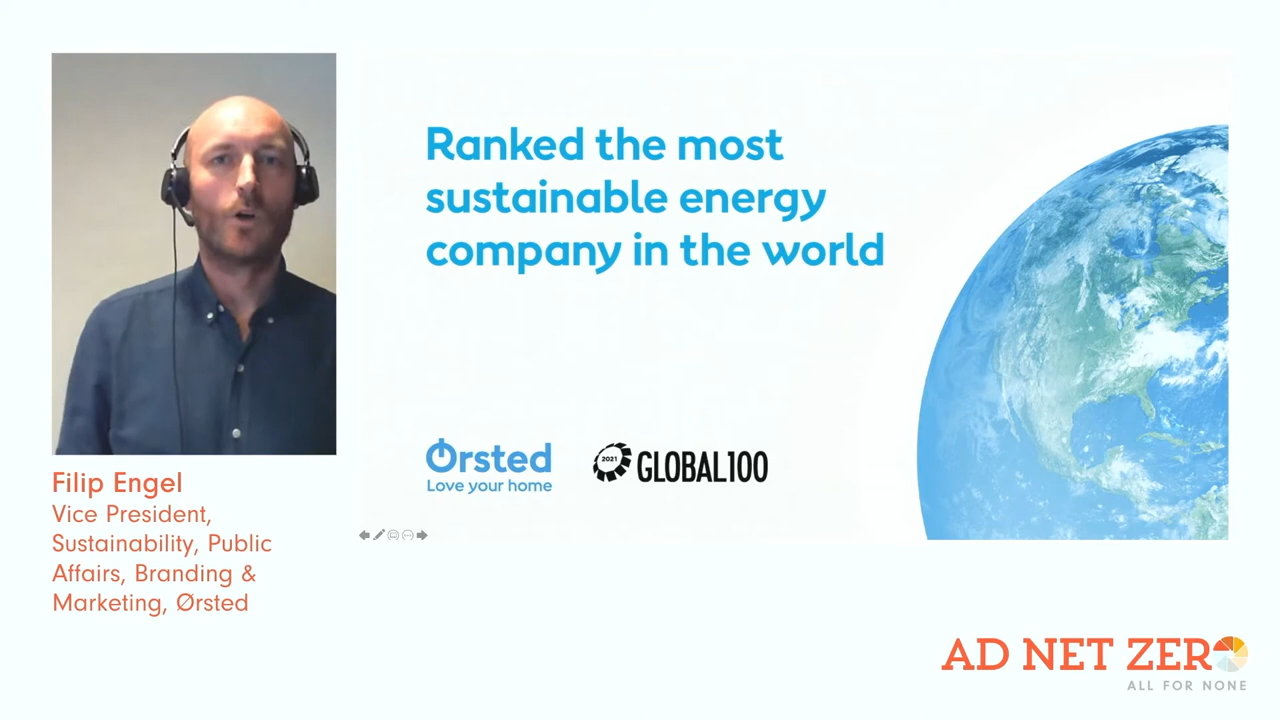 Ranked the most
sustainable energy
company in the world
Ørsted
Love your home
2021
GLOBAL100
Filip Engel
Vice President,
Sustainability, Public
Affairs, Branding &
Marketing, Ørsted
AD NET ZERO
ALL FOR NONE